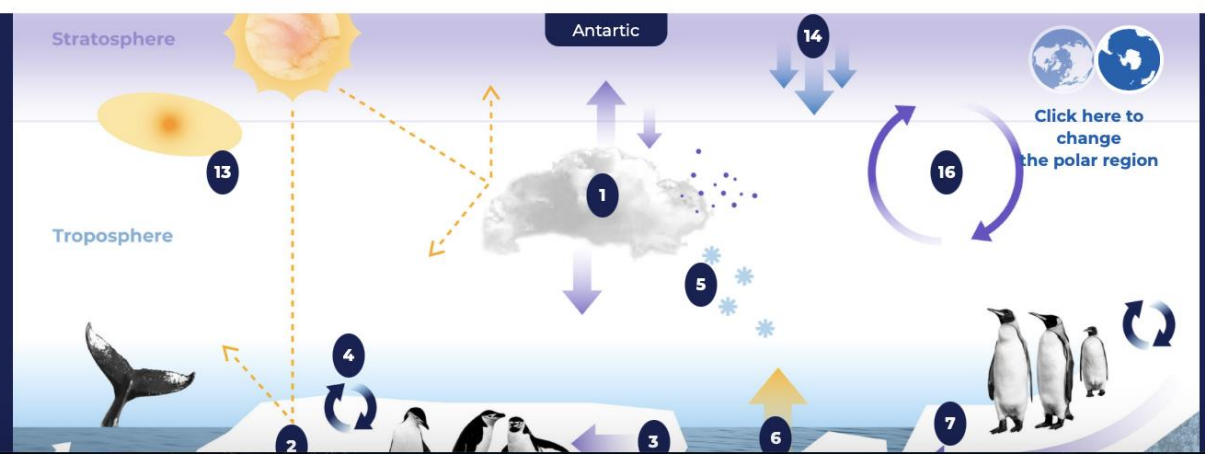 Stratosphere
Antartic
14
Click here to
change
the polar region
13
1
16
Troposphere
5
4
2
3
6
7